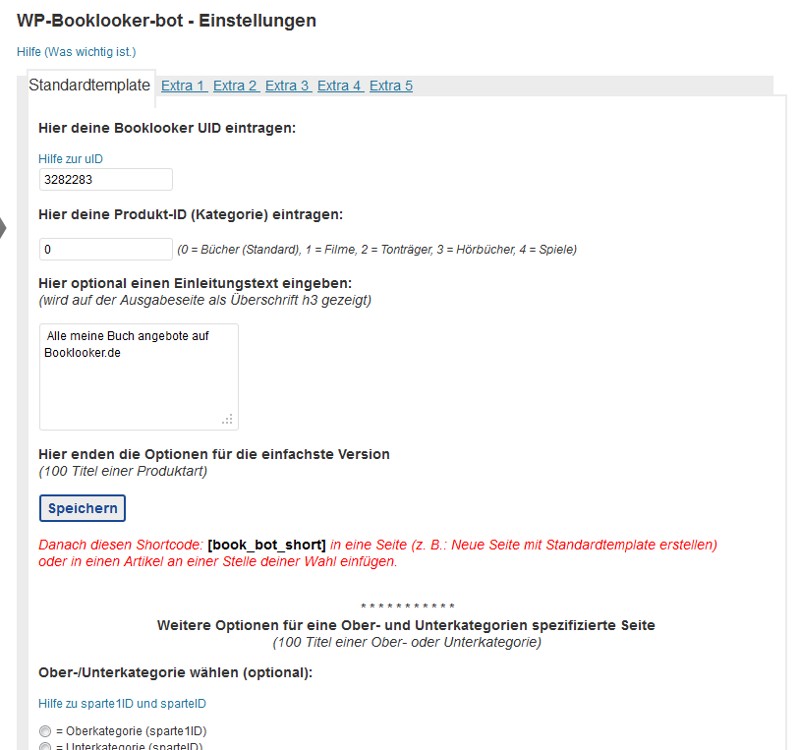 WP-Booklooker-bot - Einstellungen
Hilfe (Was wichtig ist.)
Standardtemplate Extra 1 Extra 2 Extra 3 Extra 4 Extra 5
Hier deine Booklooker UID eintragen:
Hilfe zur uID
3282283
Hier deine Produkt-ID (Kategorie) eintragen:
0 (0 = Bücher (Standard), 1 = Filme, 2 = Tonträger, 3 = Hörbücher, 4 = Spiele)
Hier optional einen Einleitungstext eingeben:
(wird auf der Ausgabeseite als Überschrift h3 gezeigt)
Alle meine Buch angebote auf
Booklooker.de
Hier enden die Optionen für die einfachste Version
(100 Titel einer Produktart)
Speichern
Danach diesen Shortcode: [book_bot_short] in eine Seite (z. B.: Neue Seite mit Standardtemplate erstellen)
oder in einen Artikel an einer Stelle deiner Wahl einfügen.
* * * * * * * * * * *
Weitere Optionen für eine Ober- und Unterkategorien spezifizierte Seite
(100 Titel einer Ober- oder Unterkategorie)
Ober-/Unterkategorie wählen (optional):
Hilfe zu sparte1ID und sparteID
= Oberkategorie (sparte1ID)
= Unterkategorie (sparteID)